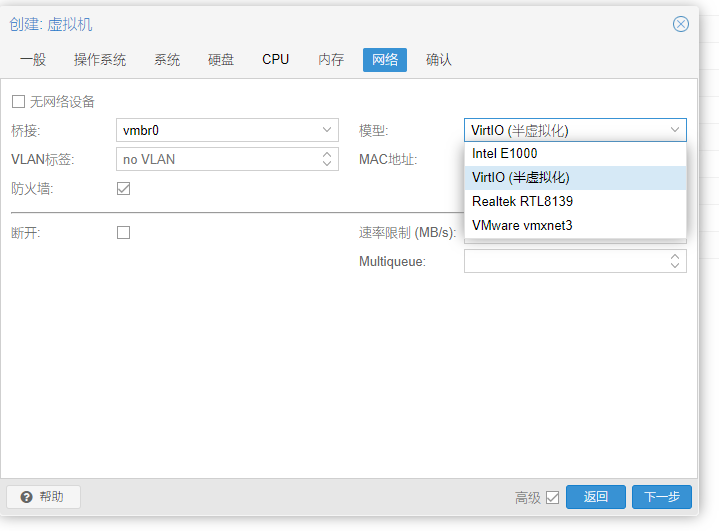 创建: 虚拟机
一般 操作系统 系统 硬盘 CPU 内存 网络 确认
无网络设备
桥接: vmbr0 模型: VirtIO (半虚拟化)
Intel E1000
VLAN标签: no VLAN MAC地址:
VirtIO (半虚拟化)
防火墙:
Realtek RTL8139
VMware vmxnet3
断开: 速率限制 (MB/s):
Multiqueue:
帮助 高级 返回 下一步